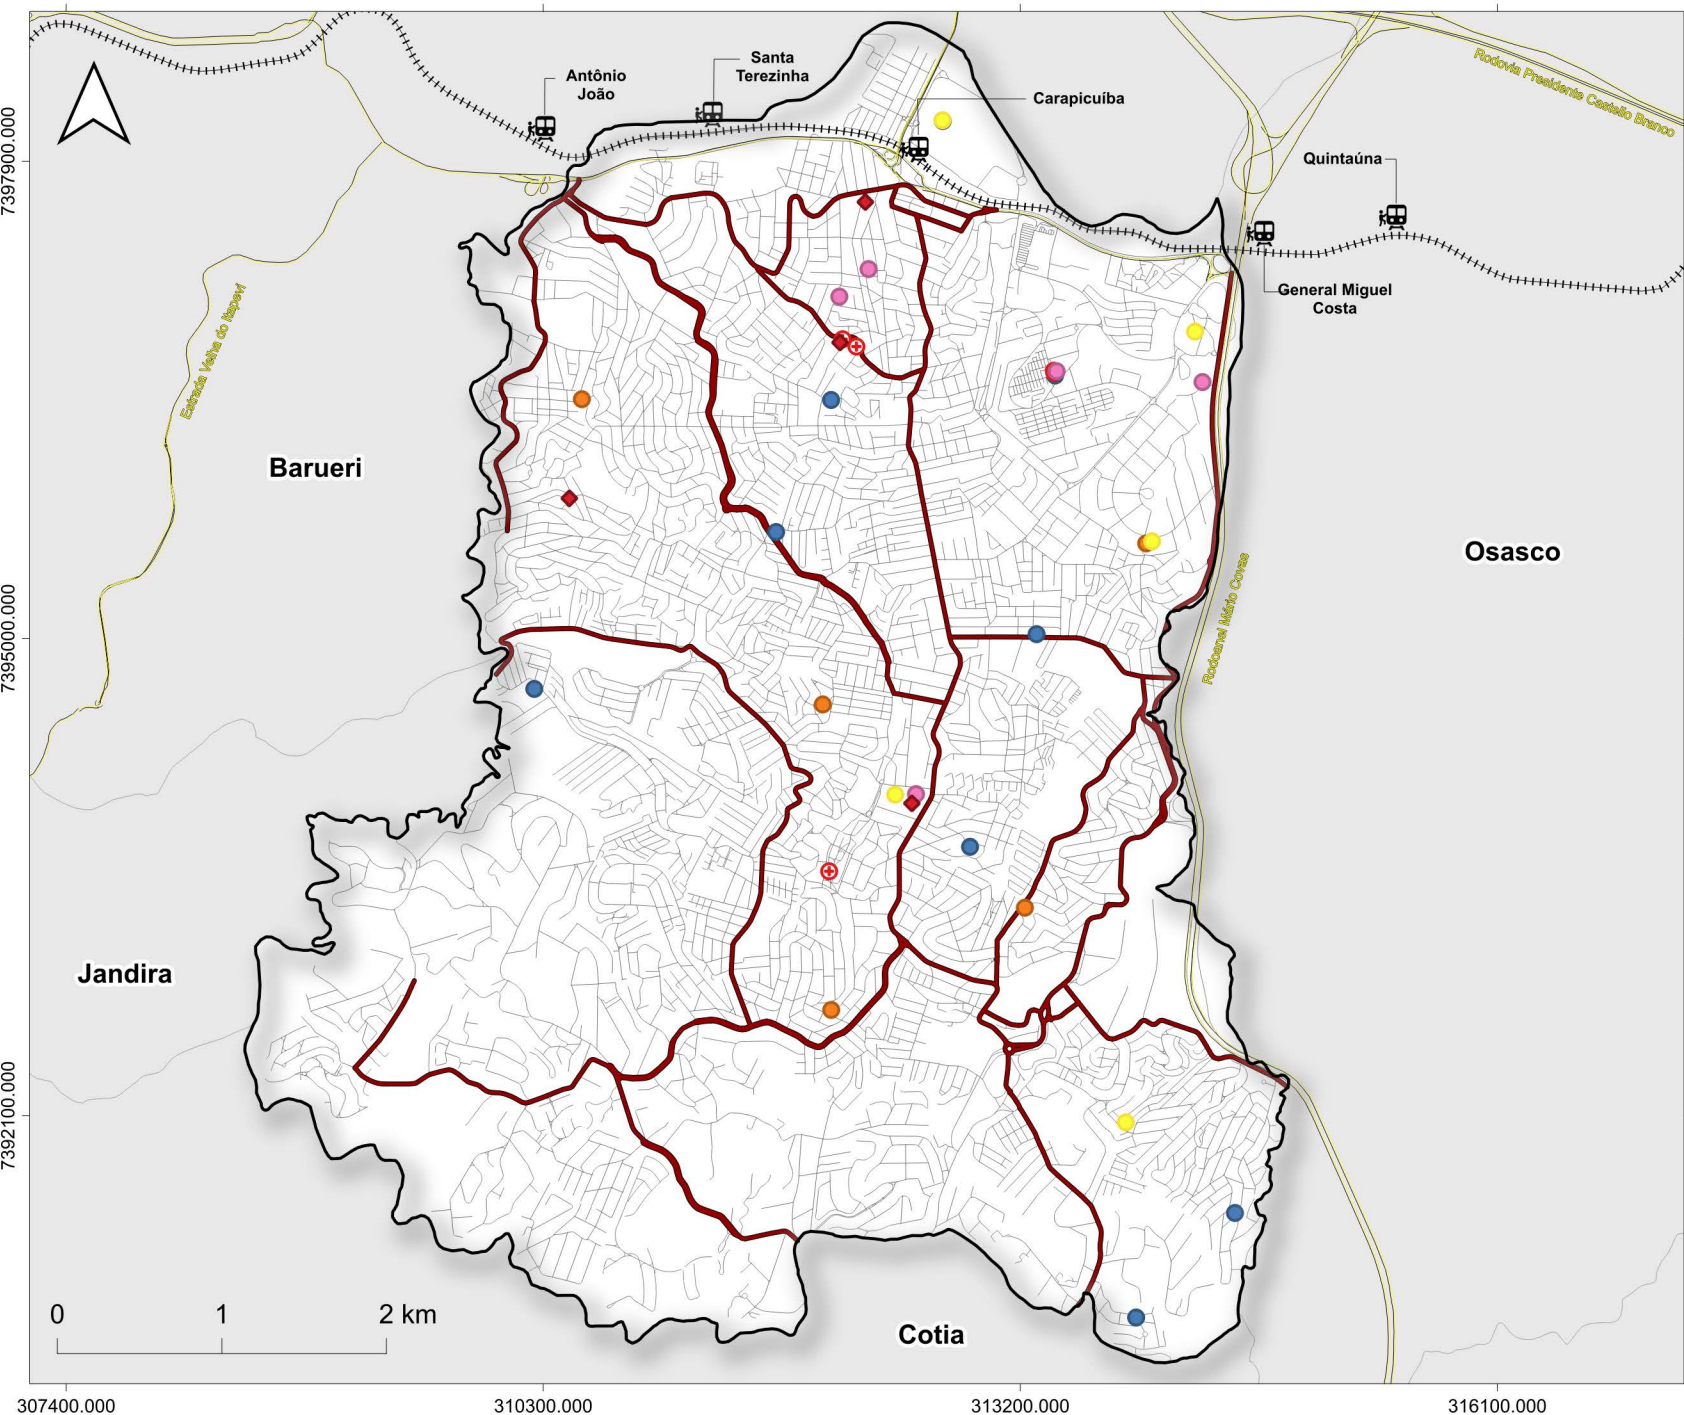 Santa
Terezinha
Antônio
João
Carapicuíba
Rodovia Presidente Castello Branco
Quintaúna
General Miguel
Costa
Estrada Velha do Itapevi
Barueri
Osasco
Rodoanel Mário Covas
Jandira
Cotia
0 1 2 km
7397900.000
7395000.000
7392100.000
307400.000 310300.000 313200.000 316100.000